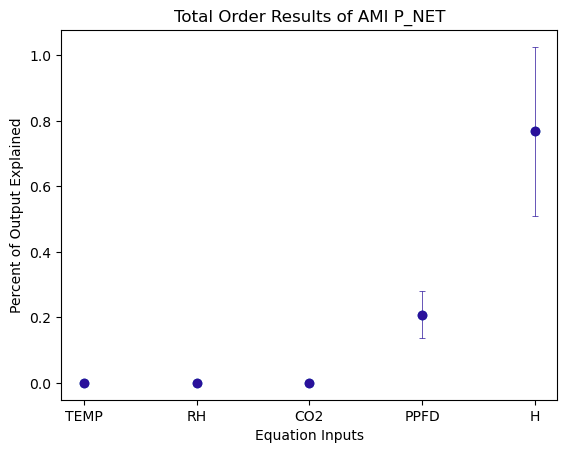 Total Order Results of AMI P_NET
Percent of Output Explained
1.0
0.8
0.6
0.4
0.2
0.0
TEMP RH CO2 PPFD H
Equation Inputs